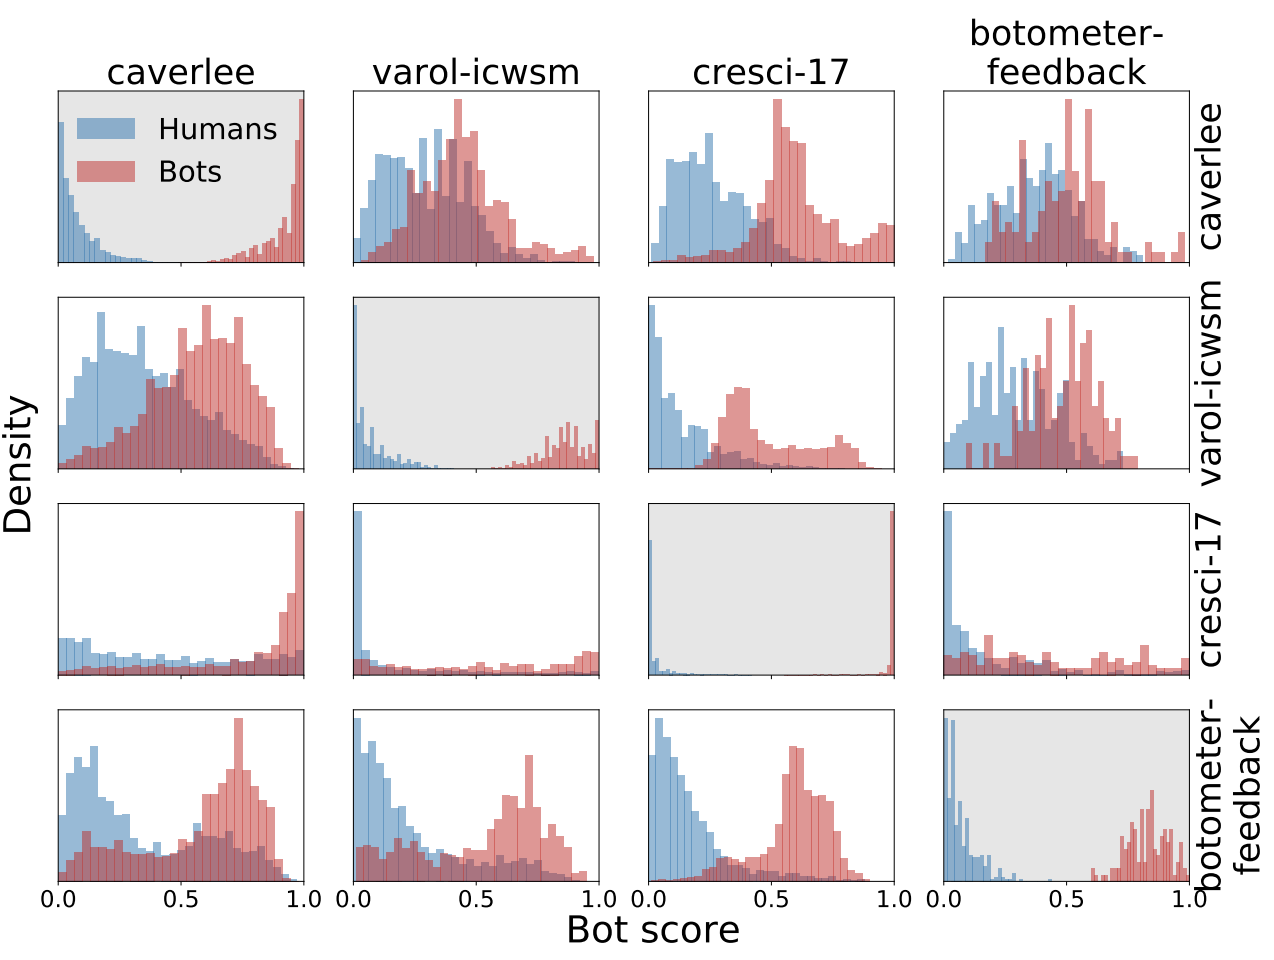 botometer-
feedback
caverlee
varol-icwsm
cresci-17
Humans
Bots
caverlee
varol-icwsm
cresci-17
botometer-
feedback
Density
0.0 0.5 1.0 0.0 0.5 1.0 0.0 0.5 1.0 0.0 0.5 1.0
Bot score